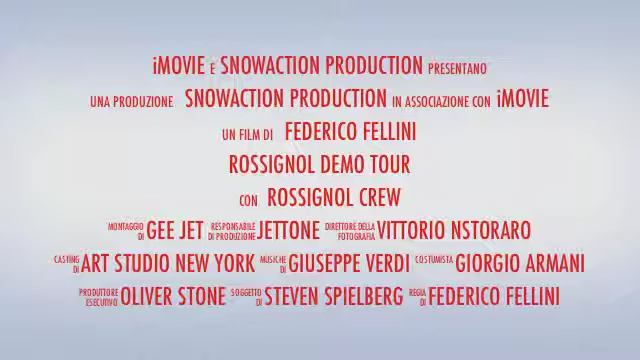 iMOVIE E SNOWACTION PRODUCTION PRESENTANO
UNA PRODUZIONE SNOWACTION PRODUCTION IN ASSOCIAZIONE CON iMOVIE
UN FILM DI FEDERICO FELLINI
ROSSIGNOL DEMO TOUR
CON ROSSIGNOL CREW
MONTAGGIO DI GEE JET RESPONSABILE DI PRODUZIONE JETTONE DIRETTORE DELLA FOTOGRAFIA VITTORIO NSTORARO
CASTING DI ART STUDIO NEW YORK MUSICHE DI GIUSEPPE VERDI COSTUMISTA GIORGIO ARMANI
PRODUTTORE ESECUTIVO OLIVER STONE SOGGETTO DI STEVEN SPIELBERG REGIA DI FEDERICO FELLINI